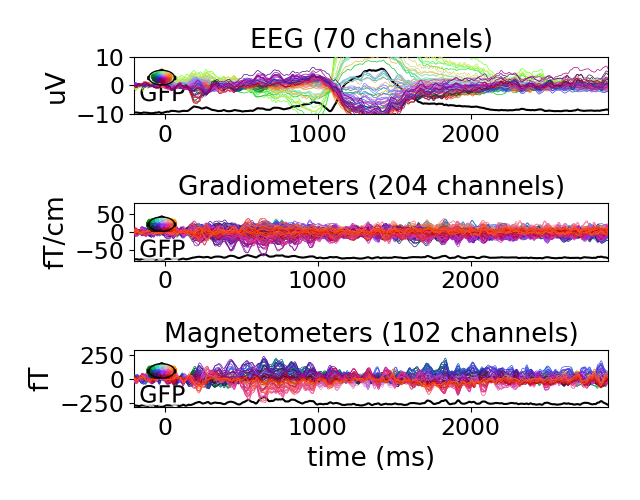 EEG (70 channels)
10
0
−10
uV
GFP
0
1000
2000
Gradiometers (204 channels)
50
0
−50
fT/cm
GFP
0
1000
2000
Magnetometers (102 channels)
250
0
−250
fT
GFP
0
1000
2000
time (ms)